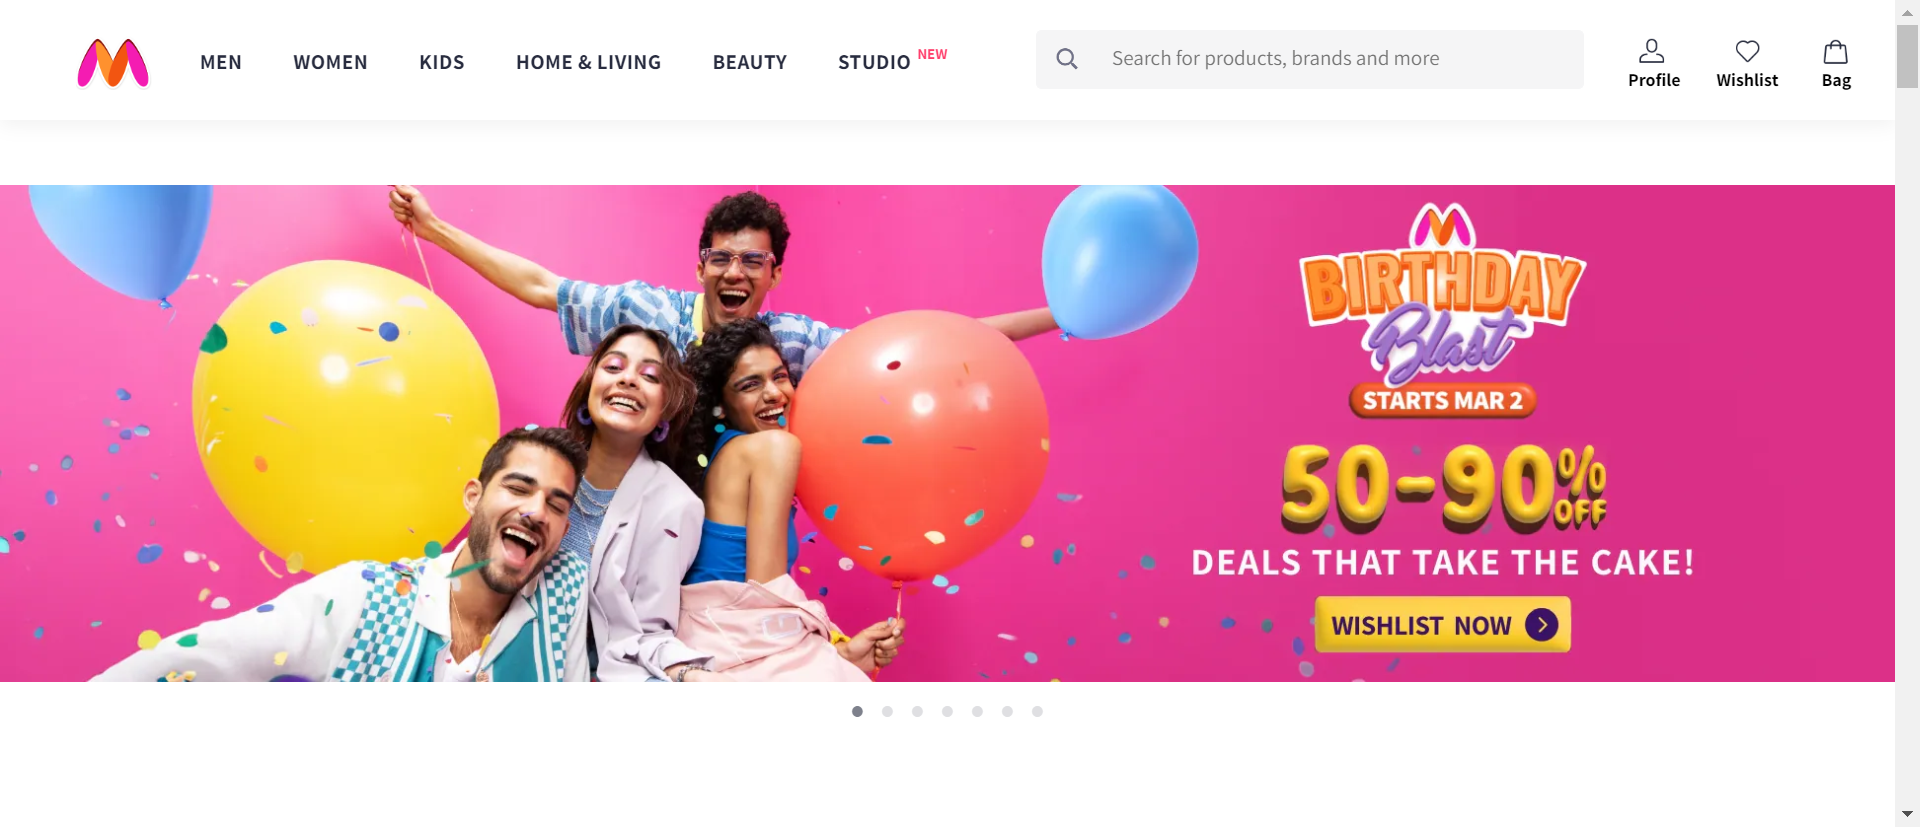 MEN WOMEN KIDS HOME & LIVING BEAUTY STUDIO NEW
Search for products, brands and more
Profile Wishlist Bag
BIRTHDAY
Blast
STARTS MAR 2
50-90% OFF
DEALS THAT TAKE THE CAKE!
WISHLIST NOW